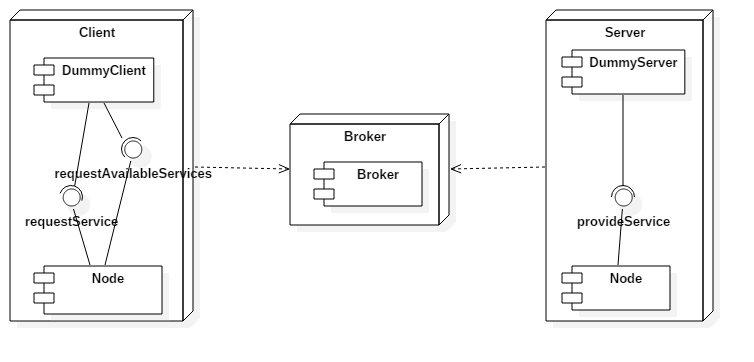 Client
DummyClient
requestAvailableServices
requestService
Node
Broker
Broker
Server
DummyServer
provideService
Node